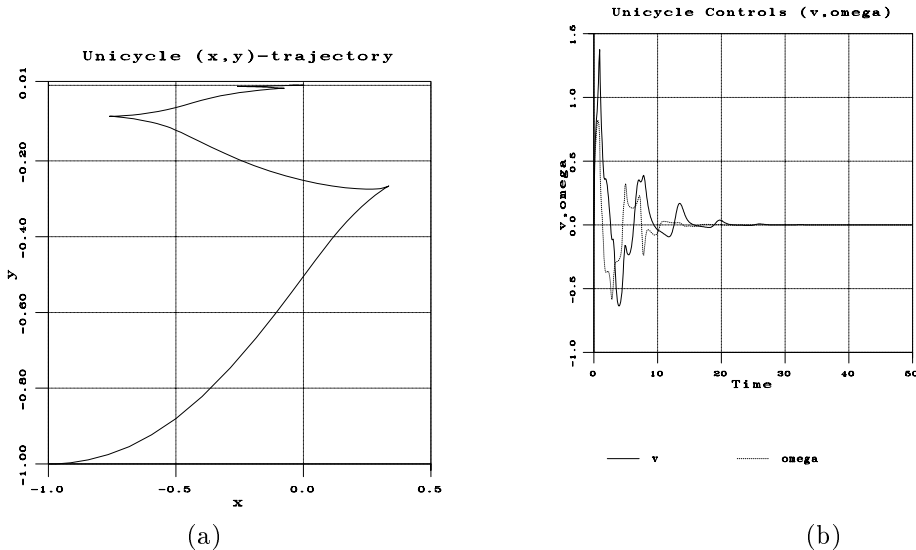 Unicycle (x,y)-trajectory
0.01
-0.20
-0.40
-0.60
-0.80
-1.00
y
-1.0 -0.5 0.0 0.5
x
(a)
Unicycle Controls (v,omega)
1.5
1.0
0.5
0.0
-0.5
-1.0
v,omega
0 10 20 30 40 50
Time
v omega
(b)